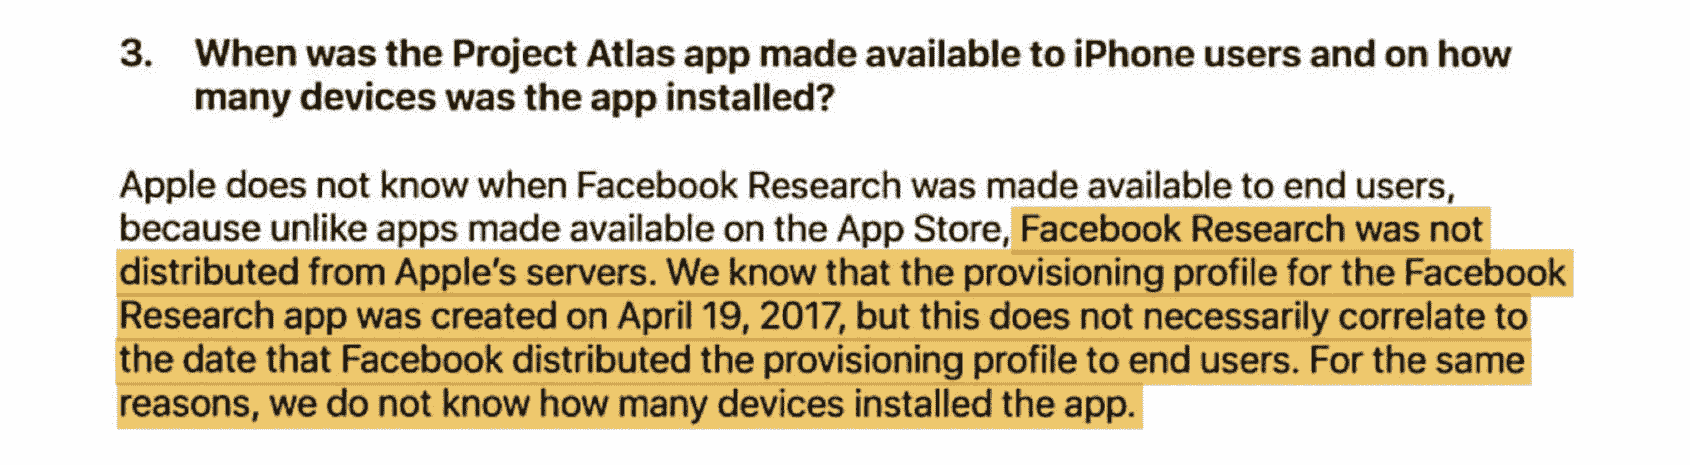 3. When was the Project Atlas app made available to iPhone users and on how
many devices was the app installed?
Apple does not know when Facebook Research was made available to end users,
because unlike apps made available on the App Store, Facebook Research was not
distributed from Apple’s servers. We know that the provisioning profile for the Facebook
Research app was created on April 19, 2017, but this does not necessarily correlate to
the date that Facebook distributed the provisioning profile to end users. For the same
reasons, we do not know how many devices installed the app.